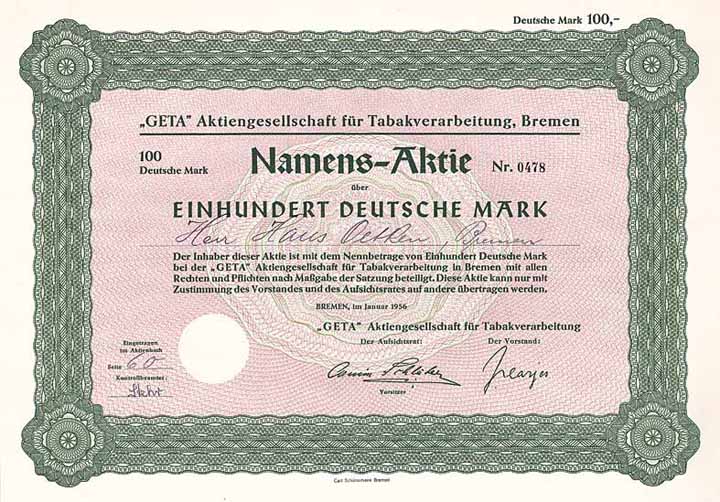 Deutsche Mark 100,-
„GETA" Aktiengesellschaft für Tabakverarbeitung, Bremen
100
Deutsche Mark
Namens-Aktie
Nr. 0478
über
EINHUNDERT DEUTSCHE MARK
Herr Hans Oetken, Bremen
Der Inhaber dieser Aktie ist mit dem Nennbetrage von Einhundert Deutsche Mark
bei der „GETA" Aktiengesellschaft für Tabakverarbeitung in Bremen mit allen
Rechten und Pflichten nach Maßgabe der Satzung beteiligt. Diese Aktie kann nur mit
Zustimmung des Vorstandes und des Aufsichtsrates auf andere übertragen werden.
BREMEN, im Januar 1956
„GETA" Aktiengesellschaft für Tabakverarbeitung
Der Aufsichtsrat:
Der Vorstand:
Vorsitzer
Eingetragen
im Aktienbuch
Seite 60
Kontrollbeamter:
Carl Schünemann Bremen